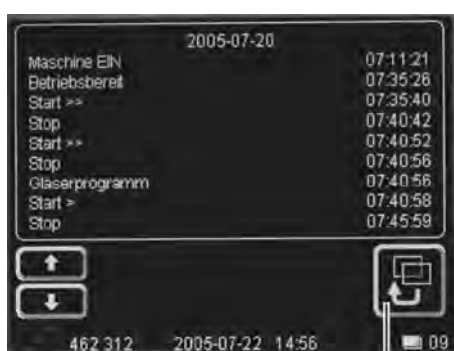 2005-07-20
Maschine EIN 07:11:21
Betriebsbereit 07:35:26
Start >> 07:35:40
Stop 07:40:42
Start >> 07:40:52
Stop 07:40:56
Gläserprogramm 07:40:56
Start > 07:40:58
Stop 07:45:59
462 312 2005-07-22 14:56 09